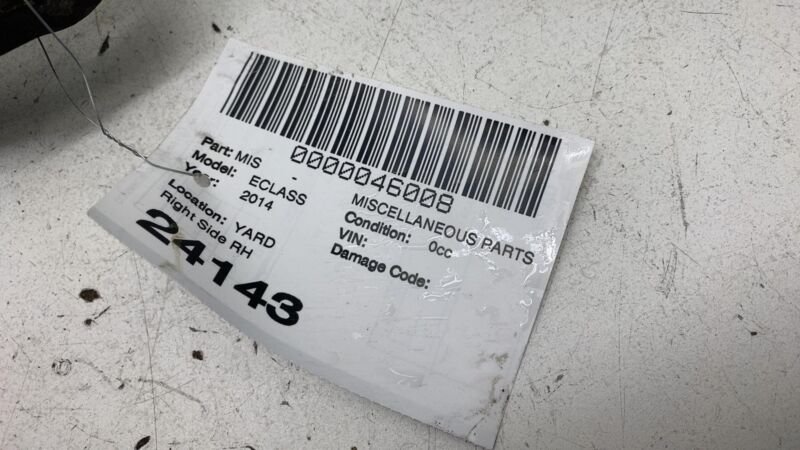 0000046008
Part: MIS - MISCELLANEOUS PARTS
Model: ECLASS Condition: 0cc
Year: 2014 VIN:
Damage Code:
Location: YARD
Right Side RH
24143